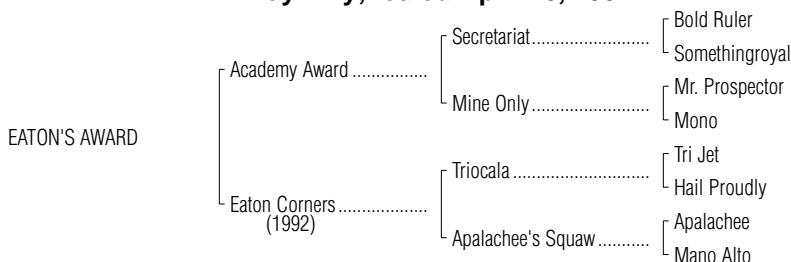 Bold Ruler
Secretariat..............................
Somethingroyal
Academy Award ...................
Mr. Prospector
Mine Only..............................
Mono
EATON'S AWARD
Tri Jet
Triocala...................................
Hail Proudly
Eaton Corners.......................
(1992)
Apalachee
Apalachee's Squaw.............
Mano Alto